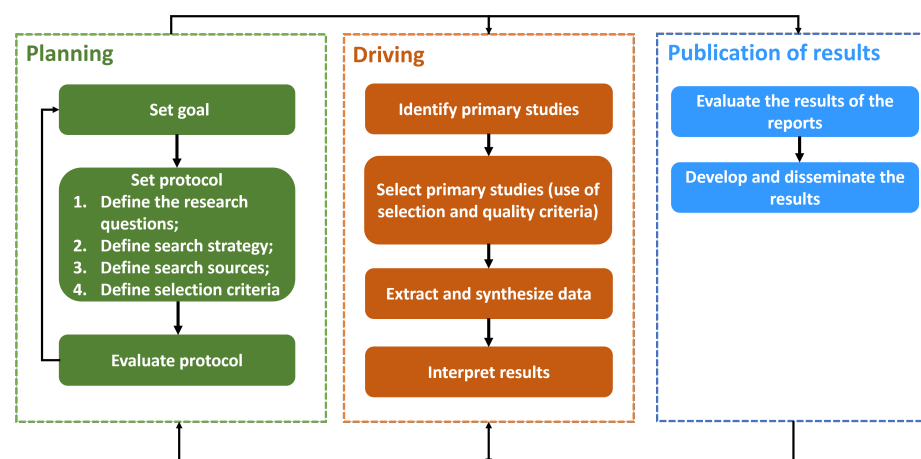 Planning
Set goal
Set protocol
1. Define the research
questions;
2. Define search strategy;
3. Define search sources;
4. Define selection criteria
Evaluate protocol
Driving
Identify primary studies
Select primary studies (use of
selection and quality criteria)
Extract and synthesize data
Interpret results
Publication of results
Evaluate the results of the
reports
Develop and disseminate the
results